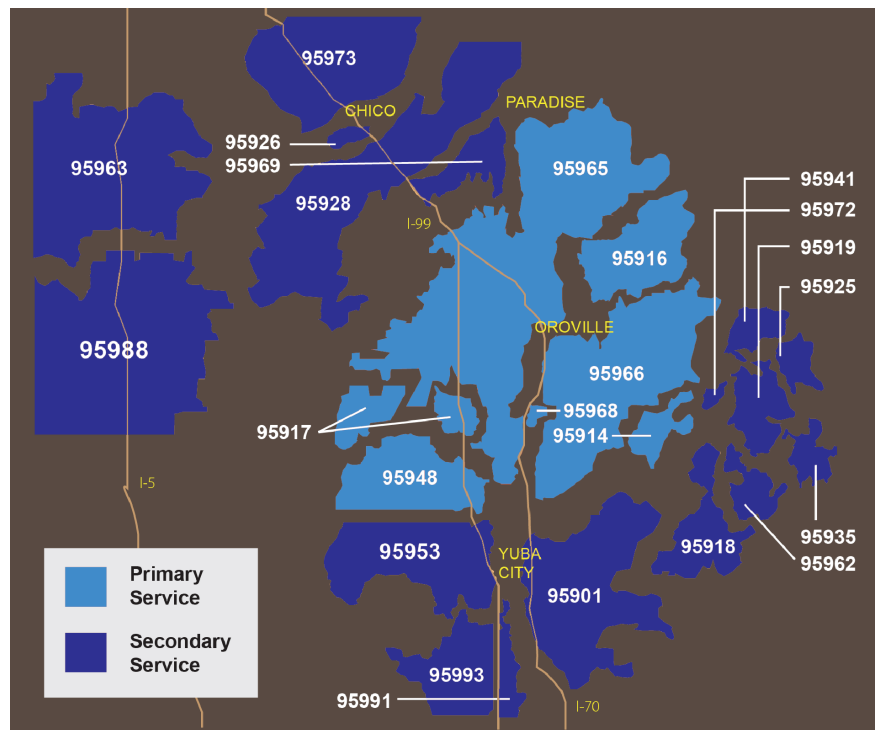 95973
CHICO
PARADISE
95926
95969
95963
95965
95941
95928
95972
I-99
95919
95916
95925
OROVILLE
95988
95966
95968
95917
95914
95948
I-5
95935
95918
95953
YUBA
CITY
95962
Primary
Service
95901
Secondary
Service
95993
95991
I-70